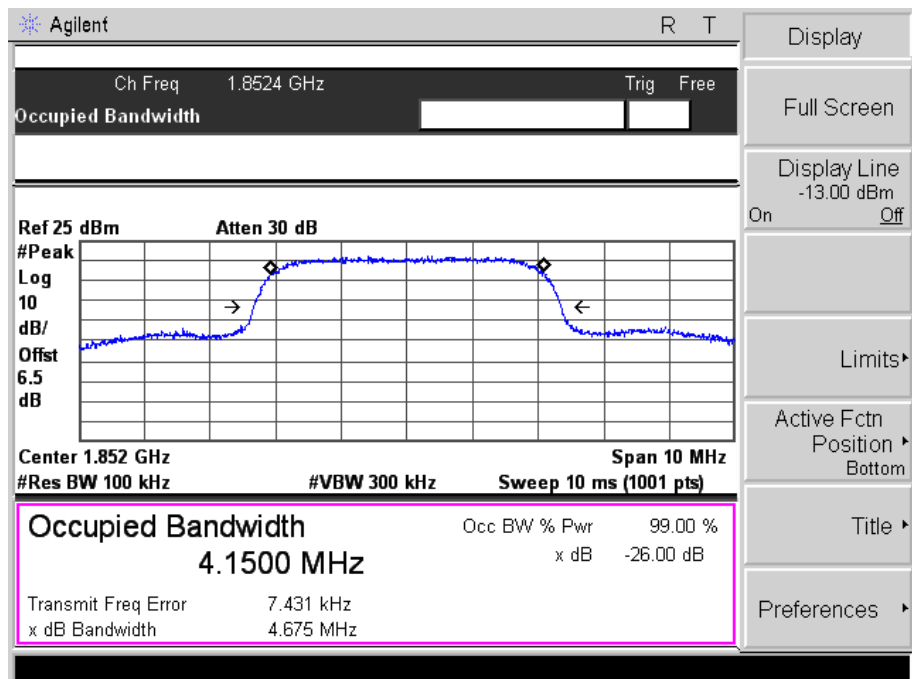 Agilent R T
Ch Freq 1.8524 GHz Trig Free
Occupied Bandwidth
Ref 25 dBm Atten 30 dB
#Peak
Log
10
dB/
Offst
6.5
dB
Center 1.852 GHz Span 10 MHz
#Res BW 100 kHz #VBW 300 kHz Sweep 10 ms (1001 pts)
Occupied Bandwidth
4.1500 MHz
Occ BW % Pwr 99.00 %
x dB -26.00 dB
Transmit Freq Error 7.431 kHz
x dB Bandwidth 4.675 MHz
Display
Full Screen
Display Line
-13.00 dBm
On Off
Limits
Active Fctn
Position
Bottom
Title
Preferences